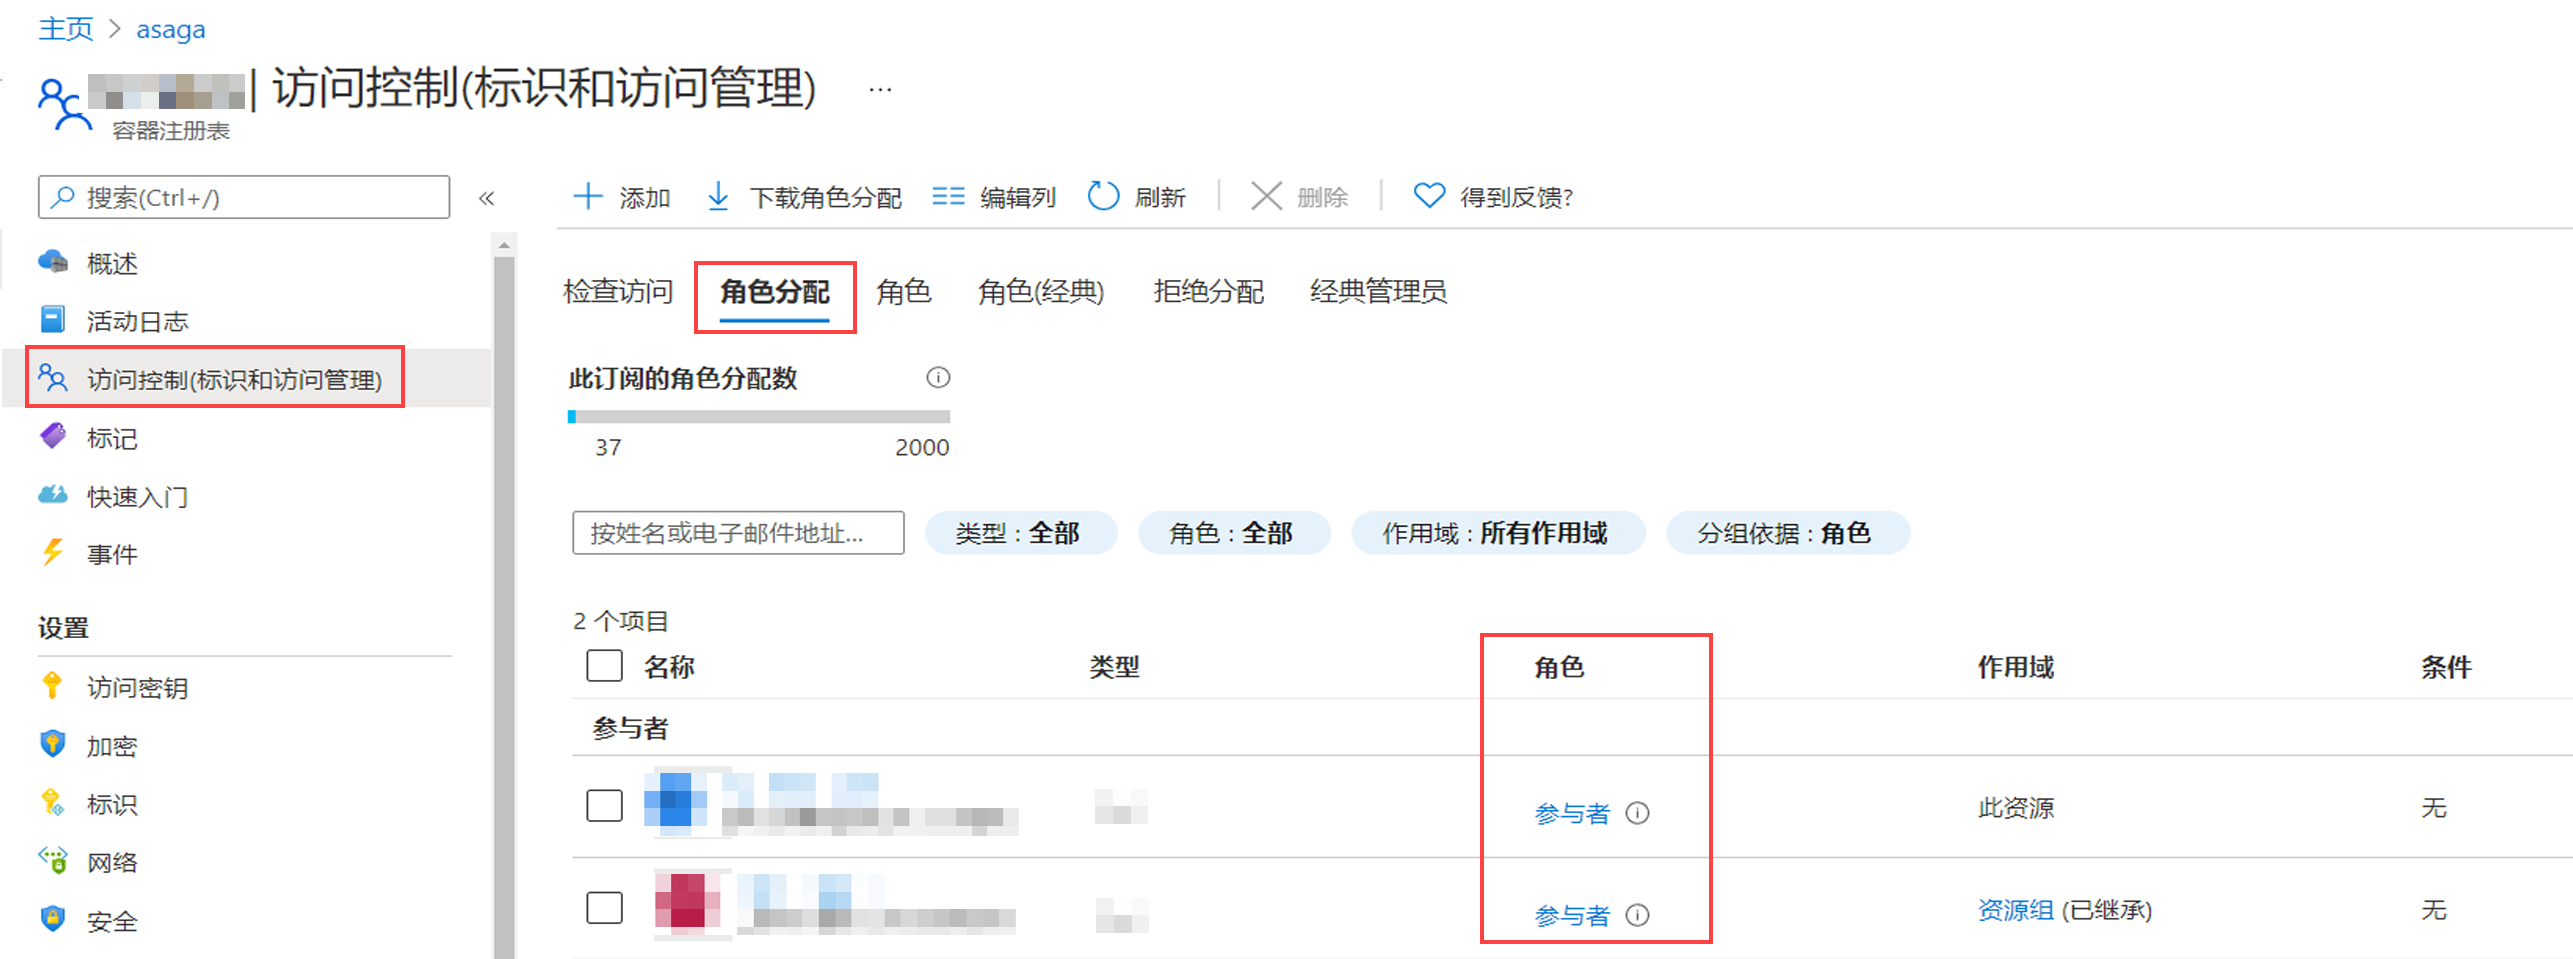 主页 > asaga
| 访问控制(标识和访问管理) ...
容器注册表
搜索(Ctrl+/)
«
概述
活动日志
访问控制(标识和访问管理)
标记
快速入门
事件
设置
访问密钥
加密
标识
网络
安全
添加 下载角色分配 编辑列 刷新 删除 得到反馈?
检查访问 角色分配 角色 角色(经典) 拒绝分配 经典管理员
此订阅的角色分配数
37 2000
按姓名或电子邮件地址... 类型 : 全部 角色 : 全部 作用域 : 所有作用域 分组依据 : 角色
2 个项目
名称 类型 角色 作用域 条件
参与者
参与者 此资源 无
参与者 资源组 (已继承) 无